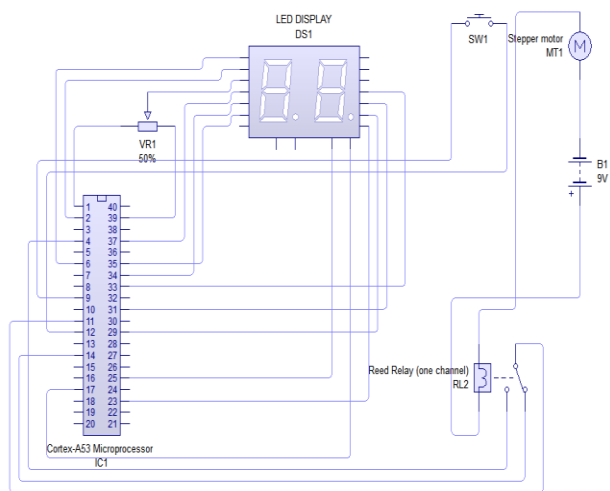 LED DISPLAY
DS1
SW1
Stepper motor
MT1
M
VR1
50%
B1
9V
+
1 40
2 39
3 38
4 37
5 36
6 35
7 34
8 33
9 32
10 31
11 30
12 29
13 28
14 27
15 26
16 25
17 24
18 23
19 22
20 21
Reed Relay (one channel)
RL2
Cortex-A53 Microprocessor
IC1